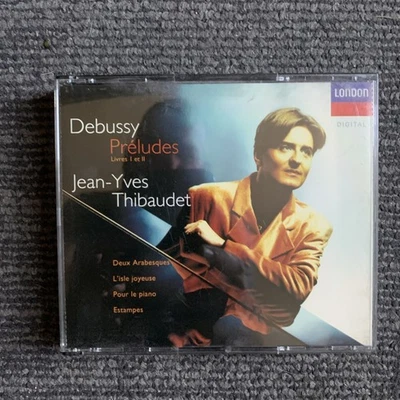 LONDON
DIGITAL
Debussy
Préludes
Livres I et II
Jean-Yves
Thibaudet
Deux Arabesques
L'isle joyeuse
Pour le piano
Estampes